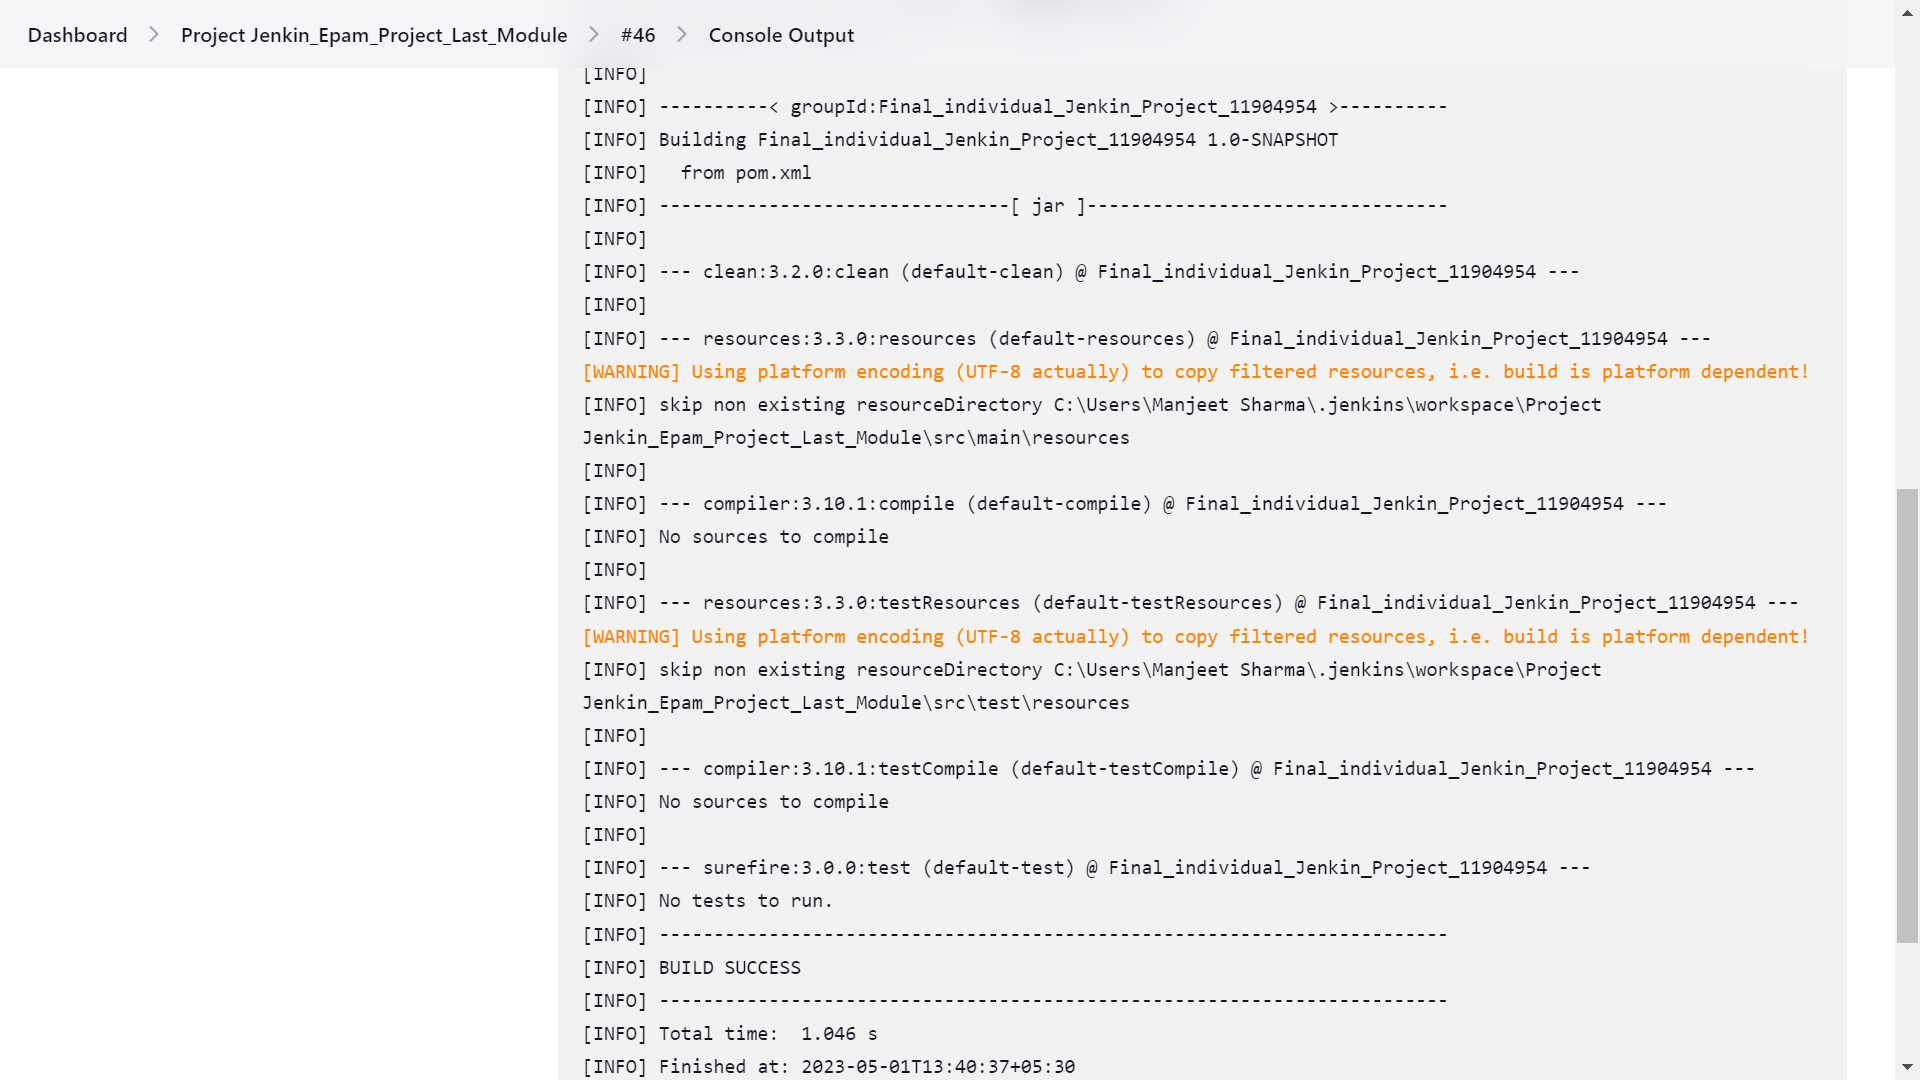 Dashboard > Project Jenkin_Epam_Project_Last_Module > #46 > Console Output
[INFO]
[INFO] ----------< groupId:Final_individual_Jenkin_Project_11904954 >----------
[INFO] Building Final_individual_Jenkin_Project_11904954 1.0-SNAPSHOT
[INFO]   from pom.xml
[INFO] --------------------------------[ jar ]---------------------------------
[INFO]
[INFO] --- clean:3.2.0:clean (default-clean) @ Final_individual_Jenkin_Project_11904954 ---
[INFO]
[INFO] --- resources:3.3.0:resources (default-resources) @ Final_individual_Jenkin_Project_11904954 ---
[WARNING] Using platform encoding (UTF-8 actually) to copy filtered resources, i.e. build is platform dependent!
[INFO] skip non existing resourceDirectory C:\Users\Manjeet Sharma\.jenkins\workspace\Project
Jenkin_Epam_Project_Last_Module\src\main\resources
[INFO]
[INFO] --- compiler:3.10.1:compile (default-compile) @ Final_individual_Jenkin_Project_11904954 ---
[INFO] No sources to compile
[INFO]
[INFO] --- resources:3.3.0:testResources (default-testResources) @ Final_individual_Jenkin_Project_11904954 ---
[WARNING] Using platform encoding (UTF-8 actually) to copy filtered resources, i.e. build is platform dependent!
[INFO] skip non existing resourceDirectory C:\Users\Manjeet Sharma\.jenkins\workspace\Project
Jenkin_Epam_Project_Last_Module\src\test\resources
[INFO]
[INFO] --- compiler:3.10.1:testCompile (default-testCompile) @ Final_individual_Jenkin_Project_11904954 ---
[INFO] No sources to compile
[INFO]
[INFO] --- surefire:3.0.0:test (default-test) @ Final_individual_Jenkin_Project_11904954 ---
[INFO] No tests to run.
[INFO] ------------------------------------------------------------------------
[INFO] BUILD SUCCESS
[INFO] ------------------------------------------------------------------------
[INFO] Total time:  1.046 s
[INFO] Finished at: 2023-05-01T13:40:37+05:30